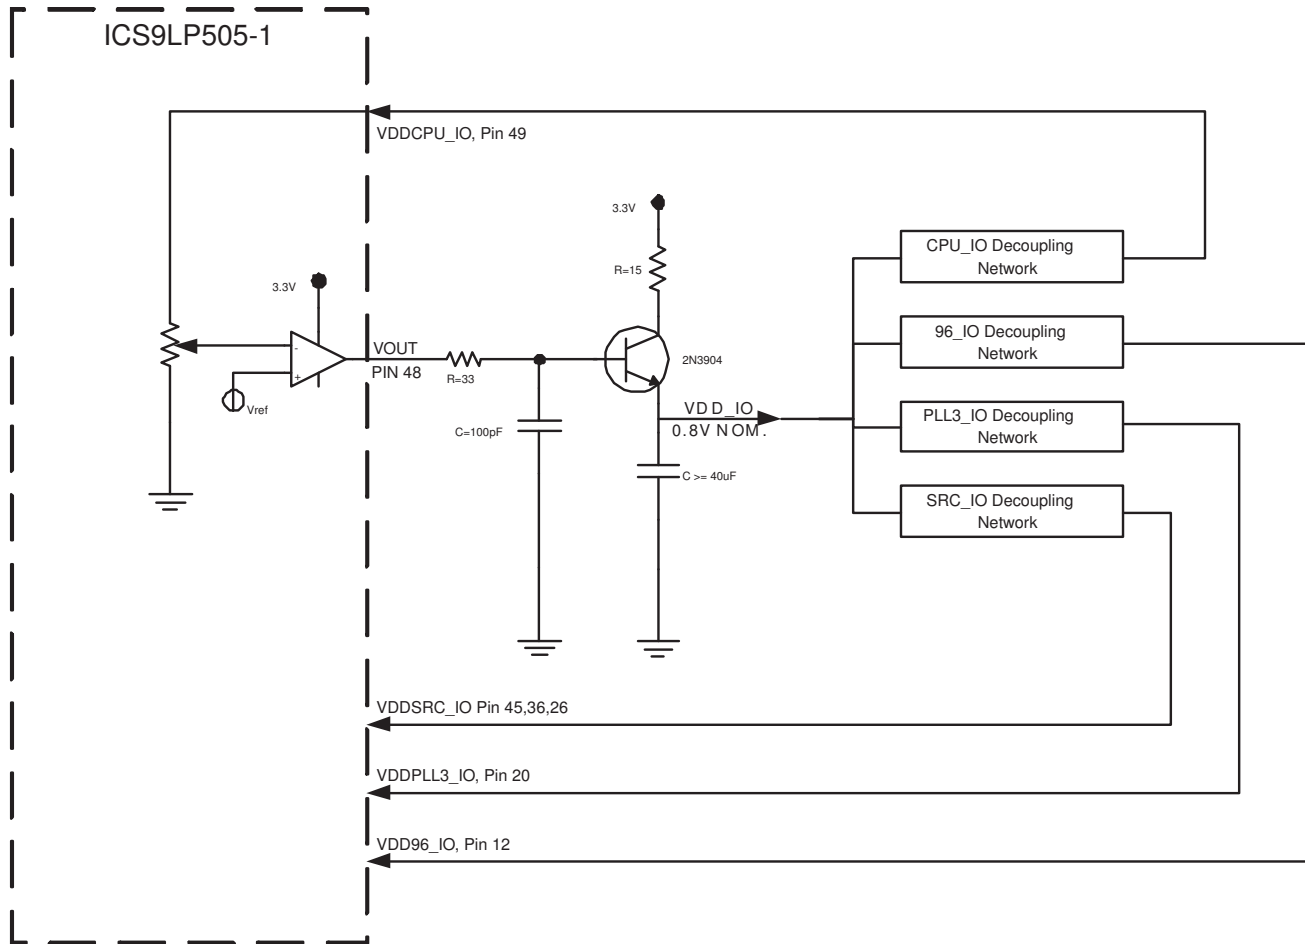 ICS9LP505-1
VDDCPU_IO, Pin 49
3.3V
R=15
CPU_IO Decoupling
Network
3.3V
-
+
Vref
VOUT
PIN 48
R=33
2N3904
96_IO Decoupling
Network
C=100pF
VDD_IO
0.8V NOM.
C >= 40uF
PLL3_IO Decoupling
Network
SRC_IO Decoupling
Network
VDDSRC_IO Pin 45,36,26
VDDPLL3_IO, Pin 20
VDD96_IO, Pin 12